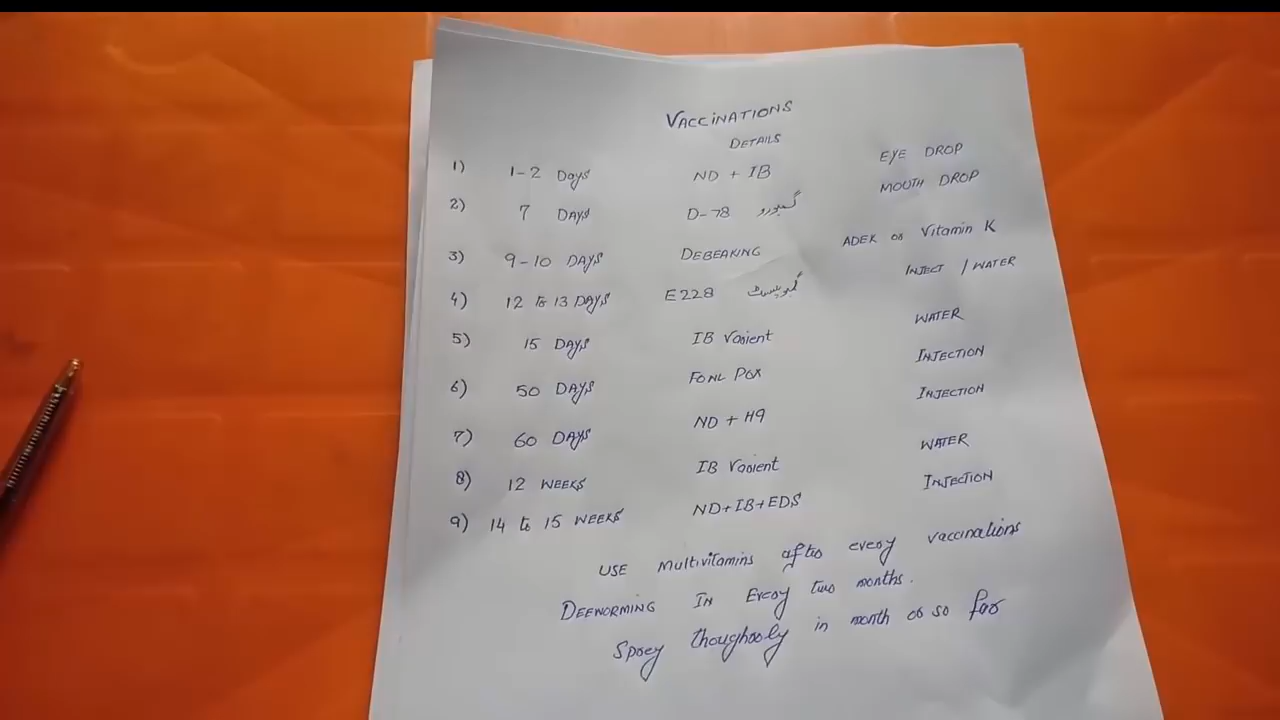 VACCINATIONS
DETAILS
1) 1-2 Days ND + IB EYE DROP
2) 7 DAYS D-78 گمبورو MOUTH DROP
3) 9-10 DAYS DEBEAKING ADEK or Vitamin K
4) 12 to 13 DAYS E228 INJECT / WATER
5) 15 DAYS IB Varient WATER
6) 50 DAYS FOWL POX INJECTION
7) 60 DAYS ND + H9 INJECTION
8) 12 WEEKS IB Varient WATER
9) 14 to 15 WEEKS ND+IB+EDS INJECTION
USE Multivitamins after every vaccinations
DEEWORMING IN Every two months.
Sprey thoughroly in month or so for